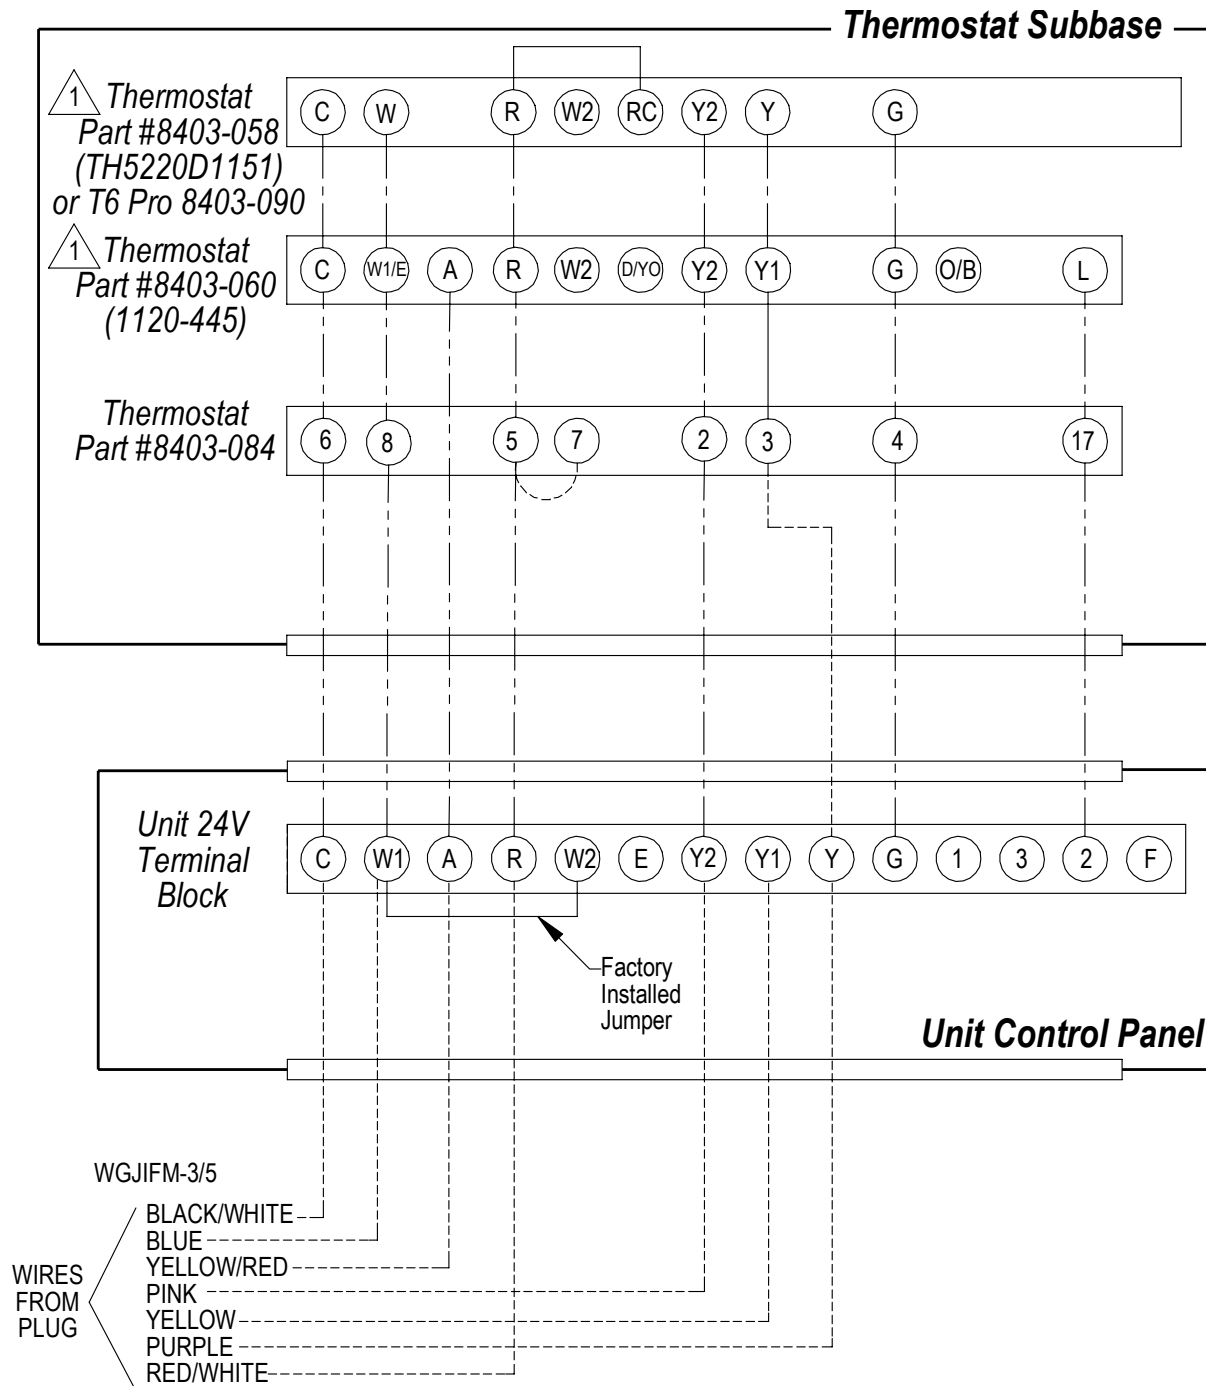 Thermostat Subbase
1 Thermostat
Part #8403-058
(TH5220D1151)
or T6 Pro 8403-090
C W R W2 RC Y2 Y G
1 Thermostat
Part #8403-060
(1120-445)
C W1/E A R W2 D/YO Y2 Y1 G O/B L
Thermostat
Part #8403-084
6 8 5 7 2 3 4 17
Unit 24V
Terminal
Block
C W1 A R W2 E Y2 Y1 Y G 1 3 2 F
Factory
Installed
Jumper
Unit Control Panel
WGJIFM-3/5
WIRES
FROM
PLUG
BLACK/WHITE
BLUE
YELLOW/RED
PINK
YELLOW
PURPLE
RED/WHITE